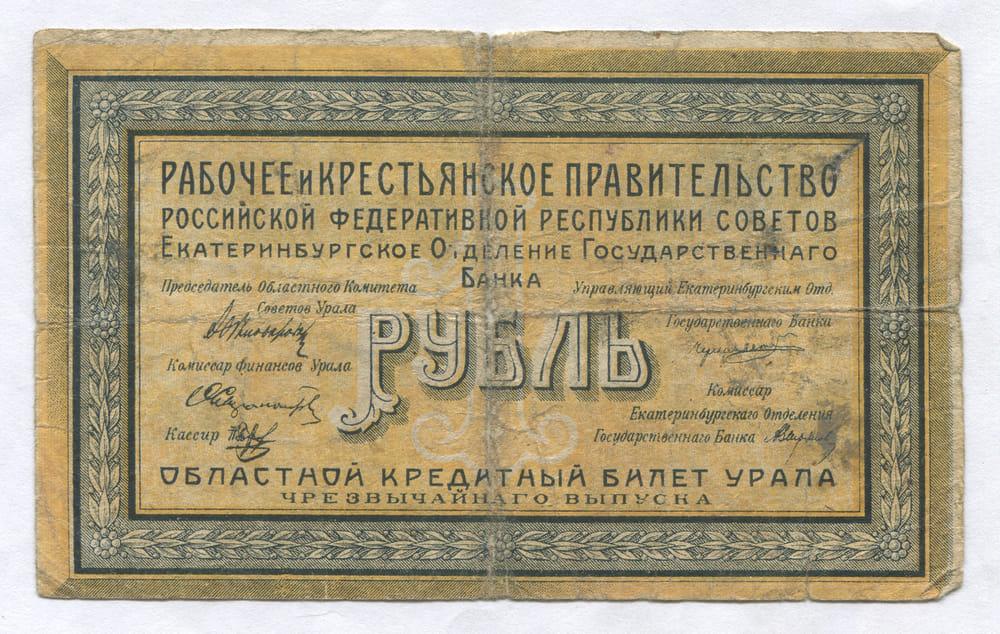 РАБОЧЕЕ и КРЕСТЬЯНСКОЕ ПРАВИТЕЛЬСТВО
РОССИЙСКОЙ ФЕДЕРАТИВНОЙ РЕСПУБЛИКИ СОВЕТОВ
ЕКАТЕРИНБУРГСКОЕ ОТДЕЛЕНИЕ ГОСУДАРСТВЕННАГО
БАНКА
Председатель Областного Комитета
Советов Урала
Управляющий Екатеринбургским Отд.
Государственнаго Банка
РУБЛЬ
Комиссар финансов Урала
Комиссар
Екатеринбургскаго Отделения
Государственнаго Банка
Кассир
ОБЛАСТНОЙ КРЕДИТНЫЙ БИЛЕТ УРАЛА
ЧРЕЗВЫЧАЙНАГО ВЫПУСКА